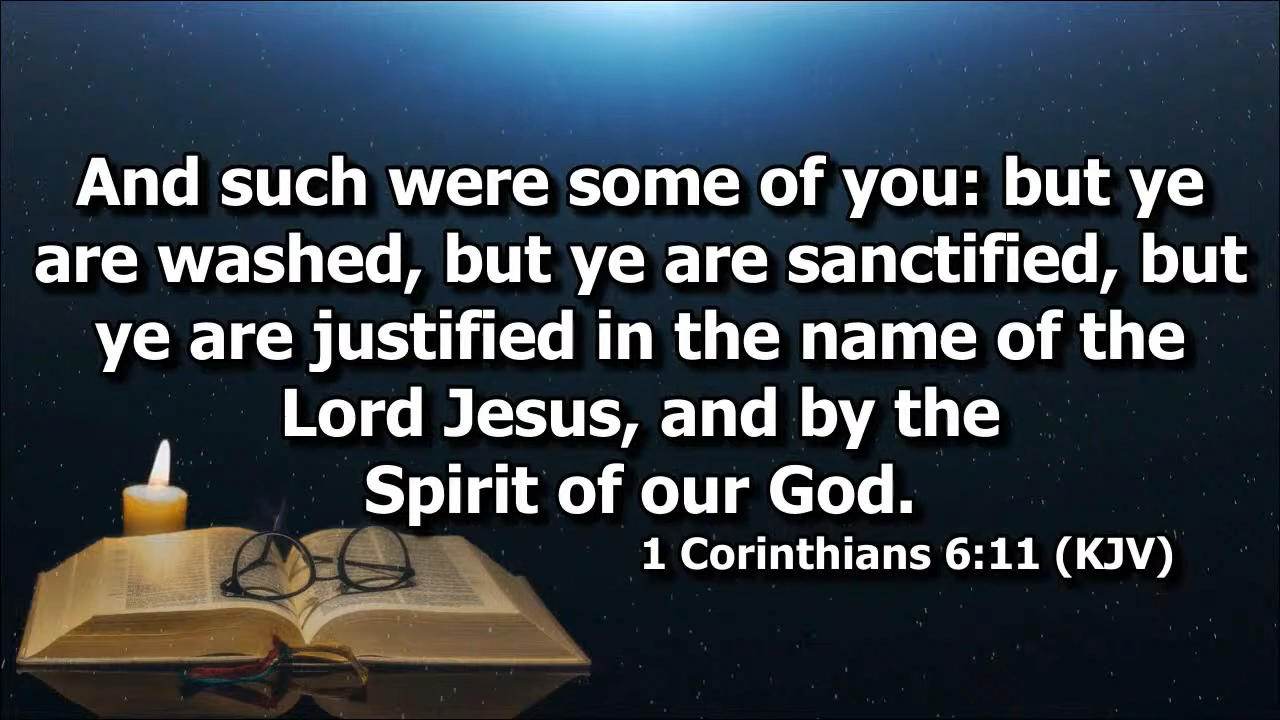 And such were some of you: but ye
are washed, but ye are sanctified, but
ye are justified in the name of the
Lord Jesus, and by the
Spirit of our God.
1 Corinthians 6:11 (KJV)